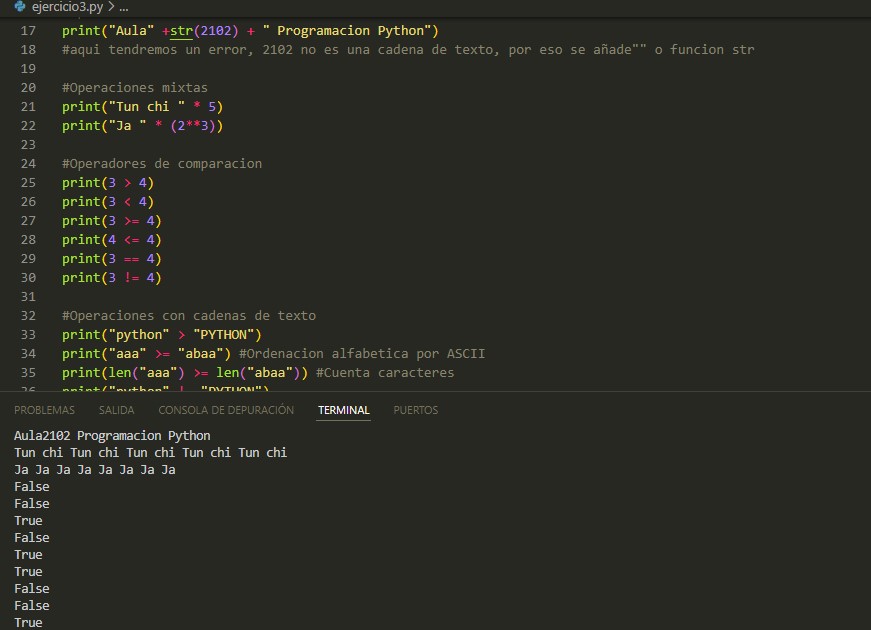 ejercicio3.py > ...
17 print("Aula" +str(2102) + " Programacion Python")
18 #aqui tendremos un error, 2102 no es una cadena de texto, por eso se añade"" o funcion str
19
20 #Operaciones mixtas
21 print("Tun chi " * 5)
22 print("Ja " * (2**3))
23
24 #Operadores de comparacion
25 print(3 > 4)
26 print(3 < 4)
27 print(3 >= 4)
28 print(4 <= 4)
29 print(3 == 4)
30 print(3 != 4)
31
32 #Operaciones con cadenas de texto
33 print("python" > "PYTHON")
34 print("aaa" >= "abaa") #Ordenacion alfabetica por ASCII
35 print(len("aaa") >= len("abaa")) #Cuenta caracteres
PROBLEMAS SALIDA CONSOLA DE DEPURACIÓN TERMINAL PUERTOS
Aula2102 Programacion Python
Tun chi Tun chi Tun chi Tun chi Tun chi
Ja Ja Ja Ja Ja Ja Ja Ja
False
False
True
False
True
True
False
False
True